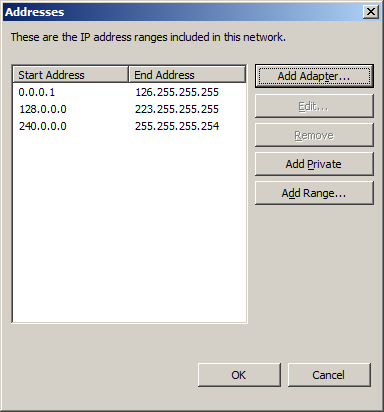 Addresses
These are the IP address ranges included in this network.
Start Address End Address
0.0.0.1 126.255.255.255
128.0.0.0 223.255.255.255
240.0.0.0 255.255.255.254
Add Adapter...
Edit...
Remove
Add Private
Add Range...
OK Cancel